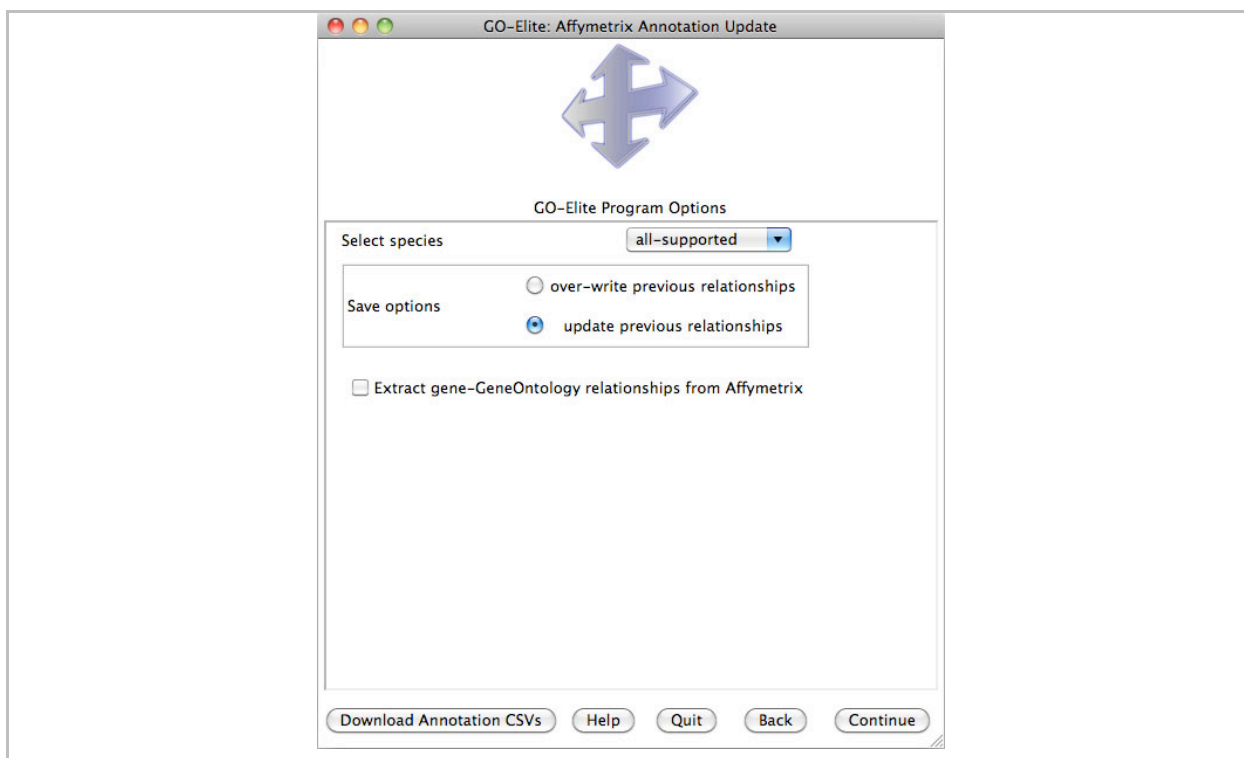 GO-Elite: Affymetrix Annotation Update
GO-Elite Program Options
Select species all-supported
over-write previous relationships
Save options
update previous relationships
Extract gene-GeneOntology relationships from Affymetrix
Download Annotation CSVs Help Quit Back Continue